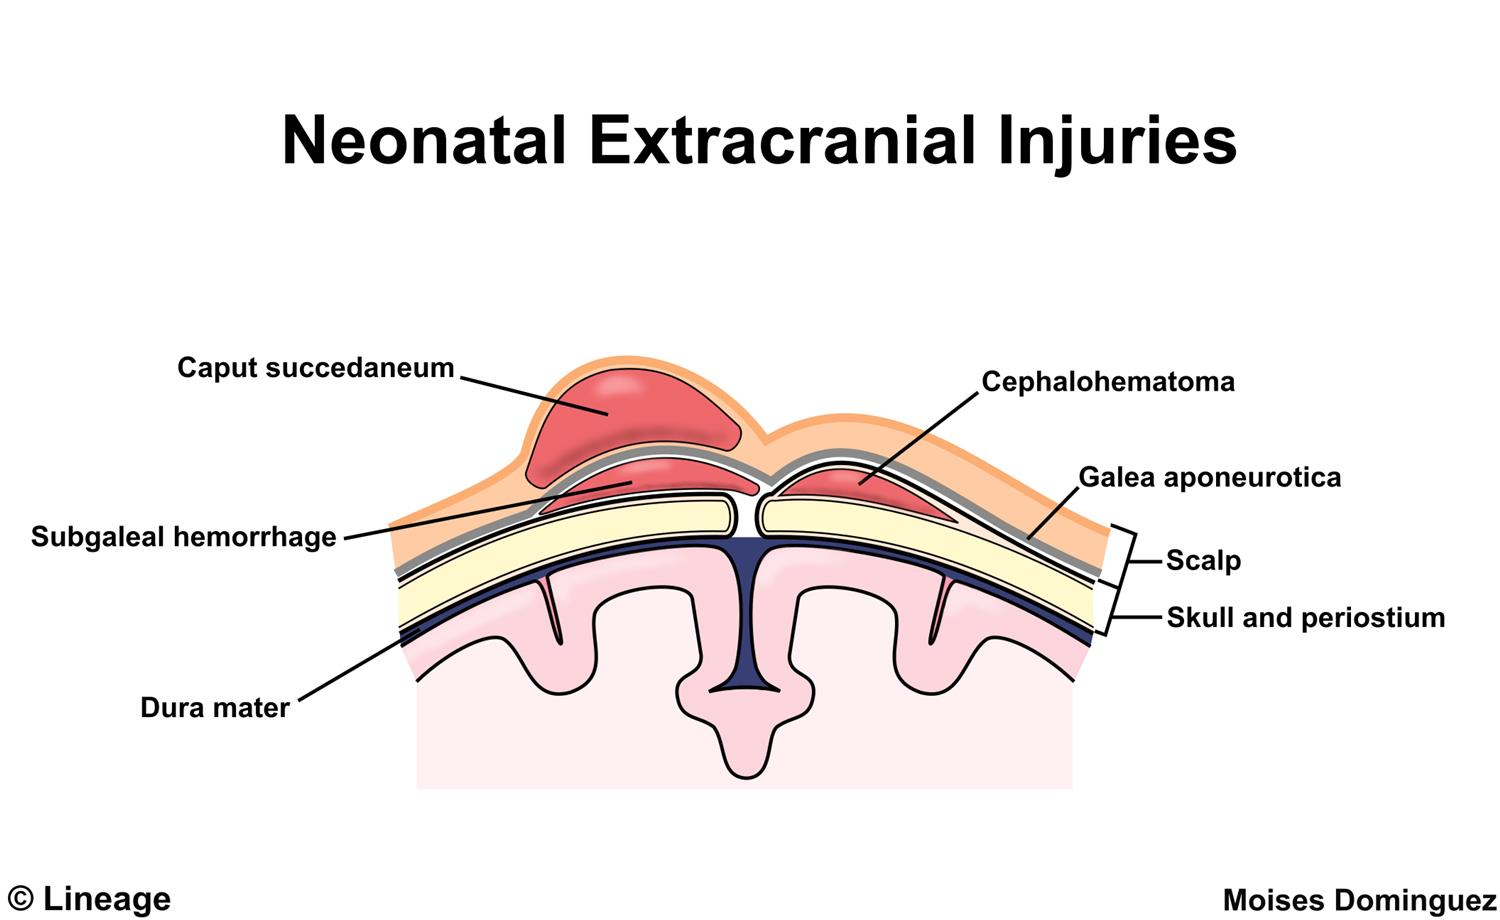 Neonatal Extracranial Injuries
Caput succedaneum
Cephalohematoma
Galea aponeurotica
Subgaleal hemorrhage
Scalp
Skull and periostium
Dura mater
© Lineage
Moises Dominguez